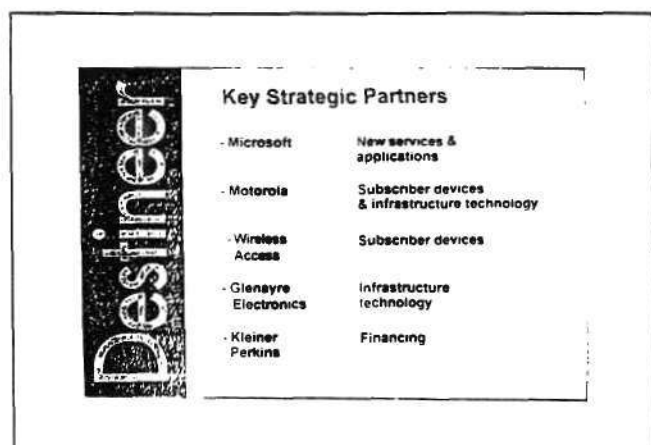 Destineer
Key Strategic Partners
- Microsoft New services &
applications
- Motorola Subscriber devices
& infrastructure technology
- Wireless Subscriber devices
Access
- Glenayre Infrastructure
Electronics technology
- Kleiner Financing
Perkins